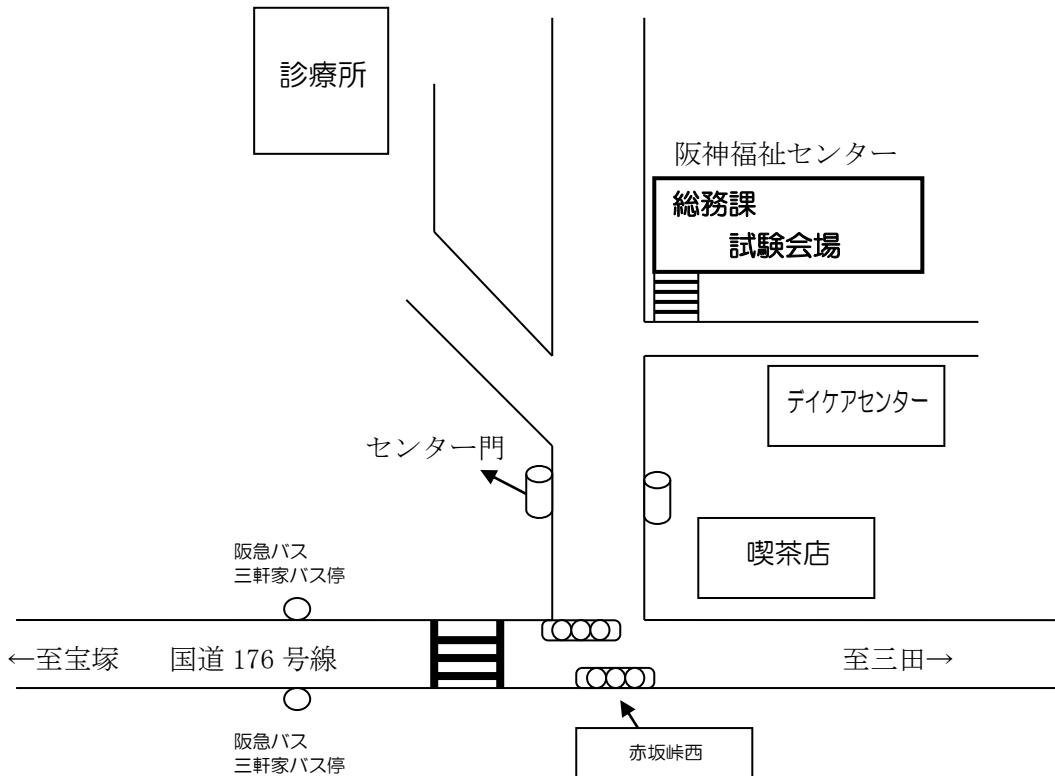 診療所
阪神福祉センター
総務課
試験会場
デイケアセンター
センター門
喫茶店
阪急バス
三軒家バス停
←至宝塚
国道 176 号線
至三田→
阪急バス
三軒家バス停
赤坂峠西